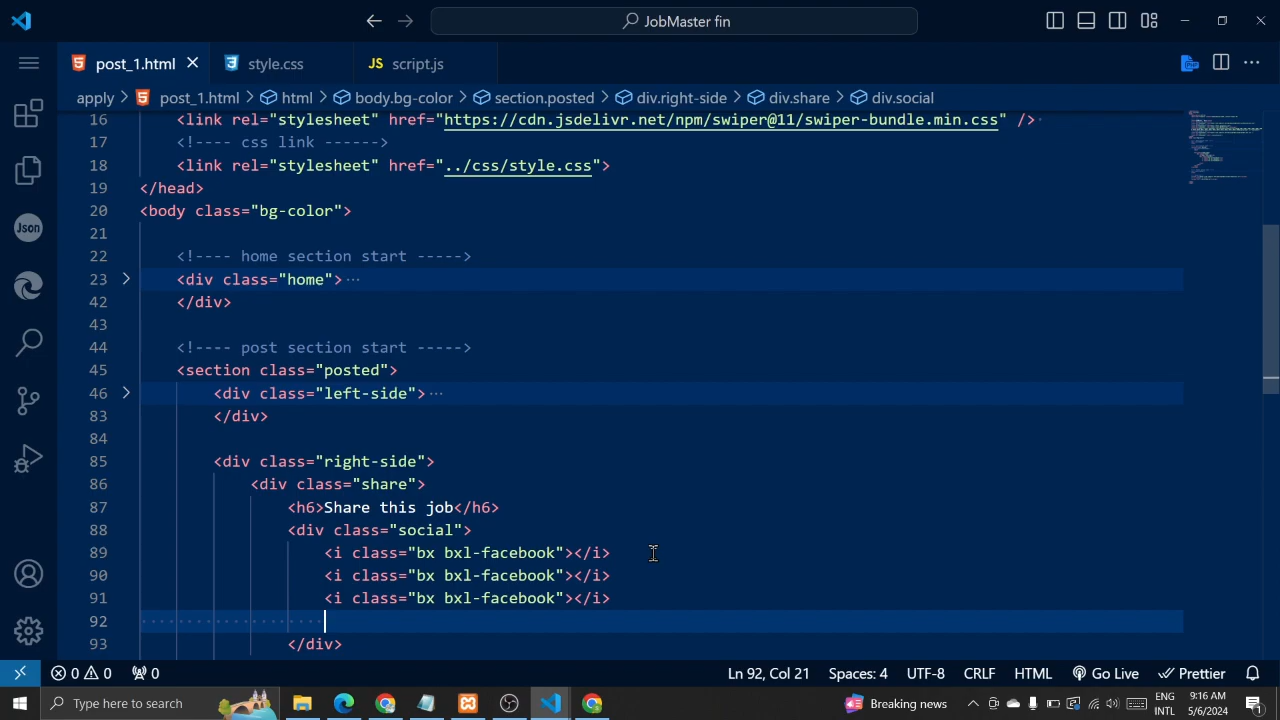 JobMaster fin
post_1.html
style.css
JS script.js
apply > post_1.html > html > body.bg-color > section.posted > div.right-side > div.share > div.social
16 <link rel="stylesheet" href="https://cdn.jsdelivr.net/npm/swiper@11/swiper-bundle.min.css" />
17 <!---- css link ------>
18 <link rel="stylesheet" href="../css/style.css">
19 </head>
20 <body class="bg-color">
21
22 <!---- home section start ----->
23 <div class="home">···
42 </div>
43
44 <!---- post section start ----->
45 <section class="posted">
46 <div class="left-side">···
83 </div>
84
85 <div class="right-side">
86 <div class="share">
87 <h6>Share this job</h6>
88 <div class="social">
89 <i class="bx bxl-facebook"></i>
90 <i class="bx bxl-facebook"></i>
91 <i class="bx bxl-facebook"></i>
92
93 </div>
Json
0 0 0 Ln 92, Col 21 Spaces: 4 UTF-8 CRLF HTML Go Live Prettier
Type here to search
Breaking news
ENG
INTL
9:16 AM
5/6/2024
1